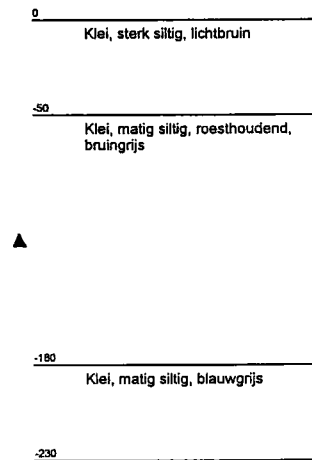 0
Klei, sterk siltig, lichtbruin
-50
Klei, matig siltig, roesthoudend,
bruingrijs
-180
Klei, matig siltig, blauwgrijs
-230